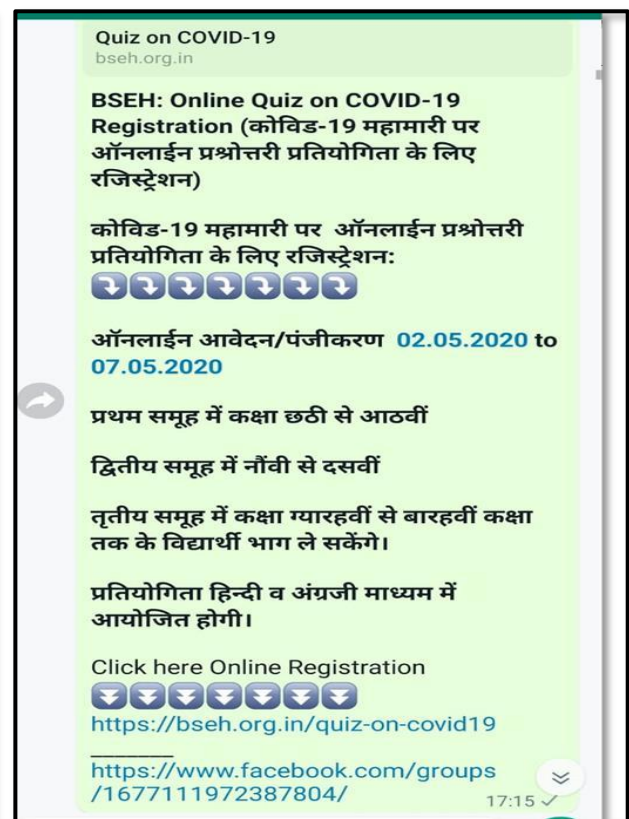 Quiz on COVID-19
bseh.org.in
BSEH: Online Quiz on COVID-19
Registration (कोविड-19 महामारी पर
ऑनलाईन प्रश्नोत्तरी प्रतियोगिता के लिए
रजिस्ट्रेशन)
कोविड-19 महामारी पर ऑनलाईन प्रश्नोत्तरी
प्रतियोगिता के लिए रजिस्ट्रेशन:
ऑनलाईन आवेदन/पंजीकरण 02.05.2020 to
07.05.2020
प्रथम समूह में कक्षा छठी से आठवीं
द्वितीय समूह में नौंवी से दसवीं
तृतीय समूह में कक्षा ग्यारहवीं से बारहवीं कक्षा
तक के विद्यार्थी भाग ले सकेंगे।
प्रतियोगिता हिन्दी व अंग्रजी माध्यम में
आयोजित होगी।
Click here Online Registration
https://bseh.org.in/quiz-on-covid19
________
https://www.facebook.com/groups
/1677111972387804/
17:15